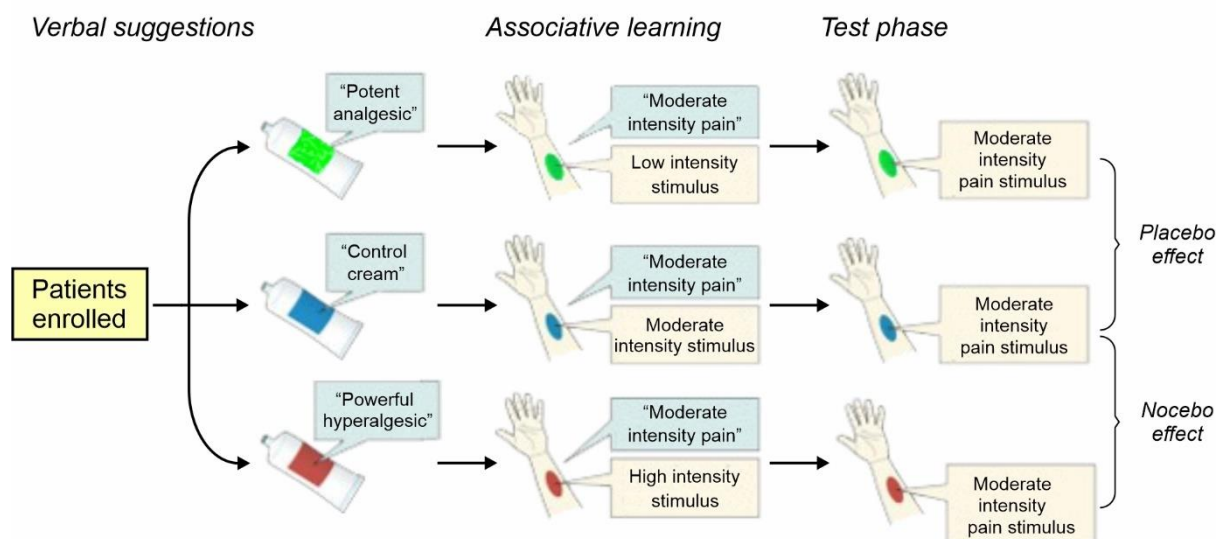 Verbal suggestions
Associative learning
Test phase
“Potent
analgesic”
“Moderate
intensity pain”
Low intensity
stimulus
Moderate
intensity
pain stimulus
Placebo
effect
Patients
enrolled
“Control
cream”
“Moderate
intensity pain”
Moderate
intensity stimulus
Moderate
intensity
pain stimulus
“Powerful
hyperalgesic”
“Moderate
intensity pain”
High intensity
stimulus
Moderate
intensity
pain stimulus
Nocebo
effect